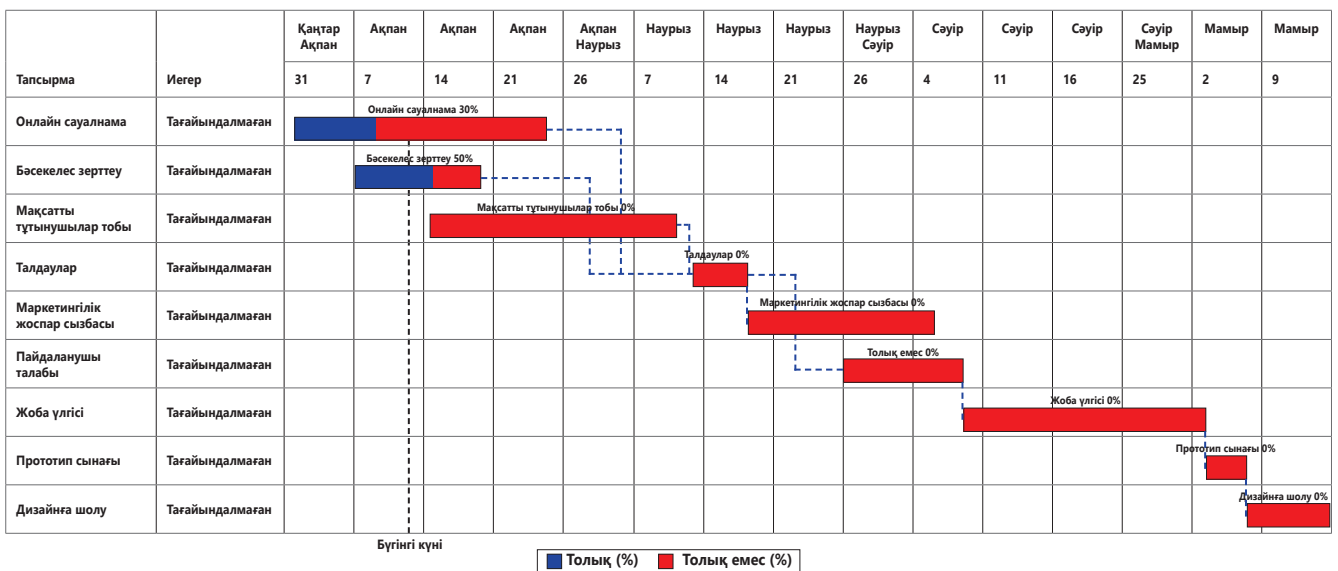 Қаңтар Ақпан Ақпан Ақпан Ақпан Наурыз Наурыз Наурыз Наурыз Сәуір Сәуір Сәуір Сәуір Мамыр Мамыр
Ақпан Наурыз Сәуір Мамыр
Тапсырма Иегер 31 7 14 21 26 7 14 21 26 4 11 16 25 2 9
Онлайн сауалнама 30%
Онлайн сауалнама Тағайындалмаған
Бәсекелес зерттеу 50%
Бәсекелес зерттеу Тағайындалмаған
Мақсатты тұтынушылар тобы 0%
Мақсатты
тұтынушылар тобы
Тағайындалмаған
Талдаулар 0%
Талдаулар Тағайындалмаған
Маркетингілік жоспар сызбасы 0%
Маркетингілік
жоспар сызбасы
Тағайындалмаған
Толық емес 0%
Пайдаланушы
талабы
Тағайындалмаған
Жоба үлгісі 0%
Жоба үлгісі Тағайындалмаған
Прототип сынағы 0%
Прототип сынағы Тағайындалмаған
Дизайнға шолу 0%
Дизайнға шолу Тағайындалмаған
Бүгінгі күні
Толық (%) Толық емес (%)